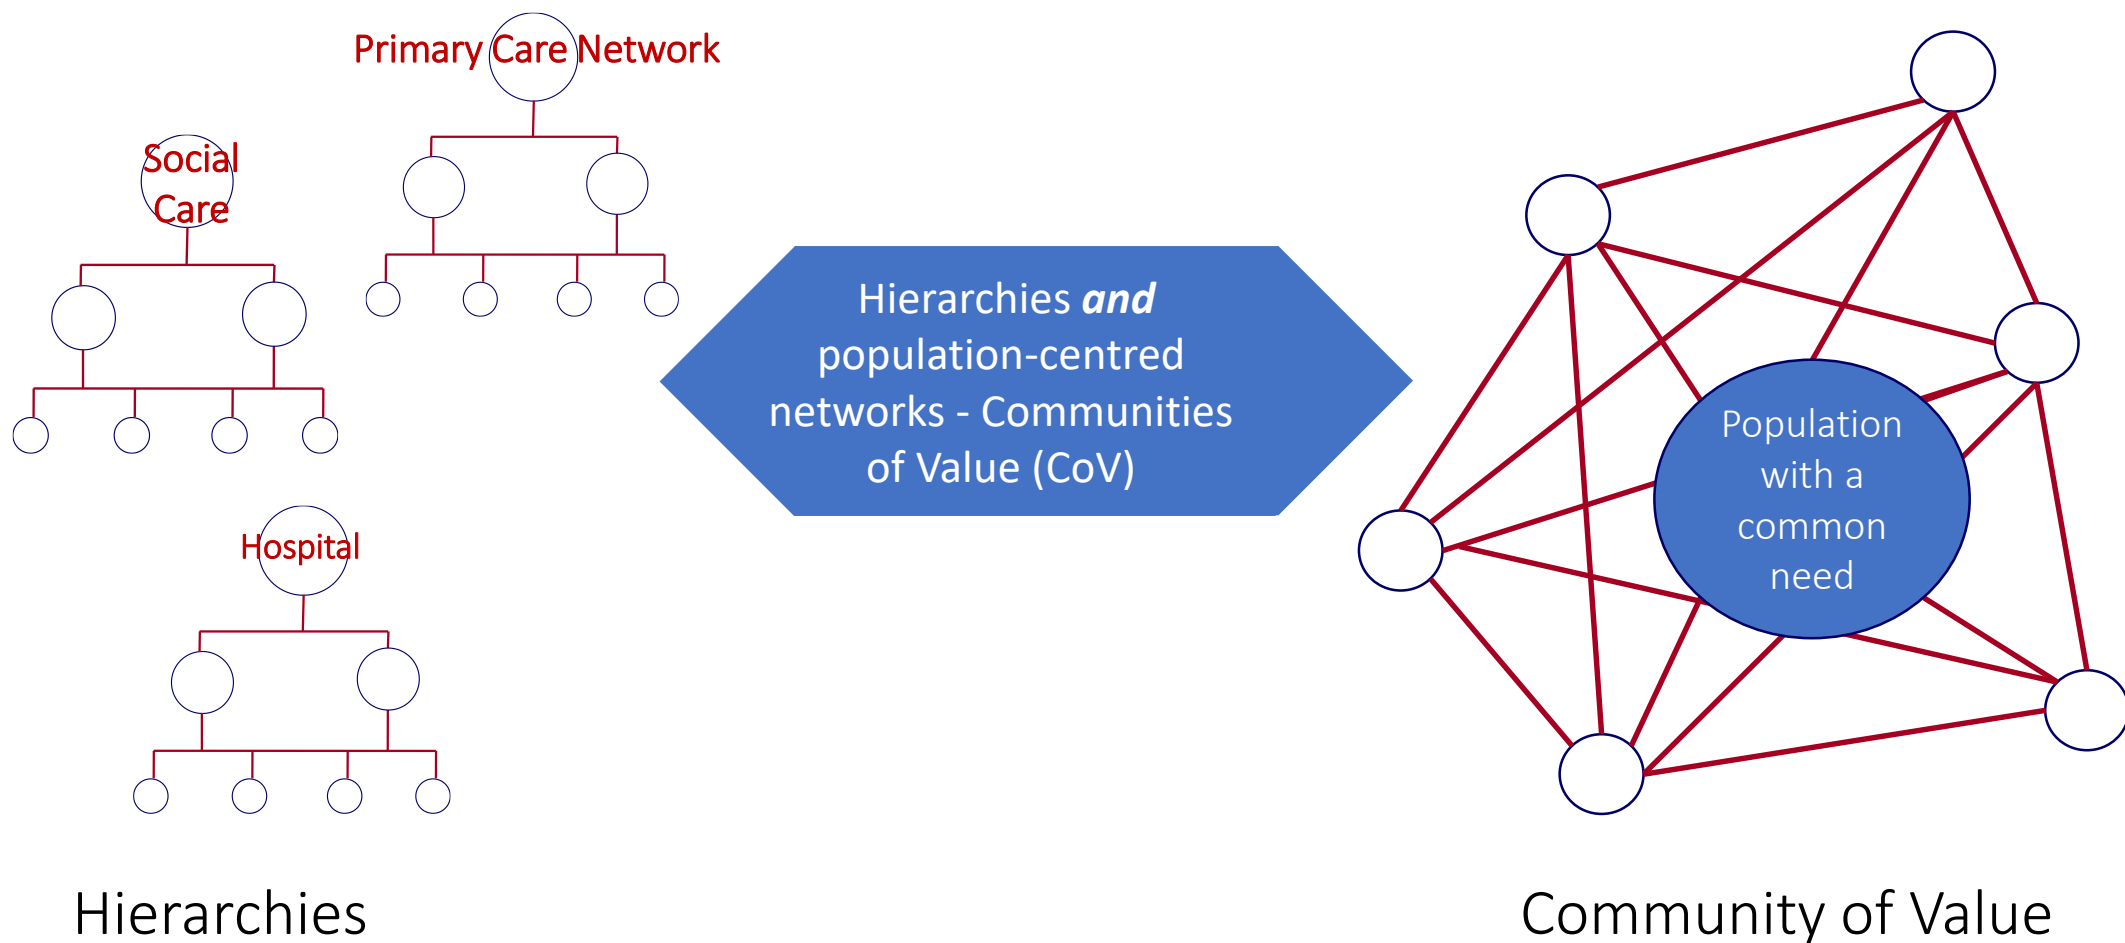 Primary Care Network
Social
Care
Hospital
Hierarchies and
population-centred
networks - Communities
of Value (CoV)
Population
with a
common
need
Hierarchies
Community of Value